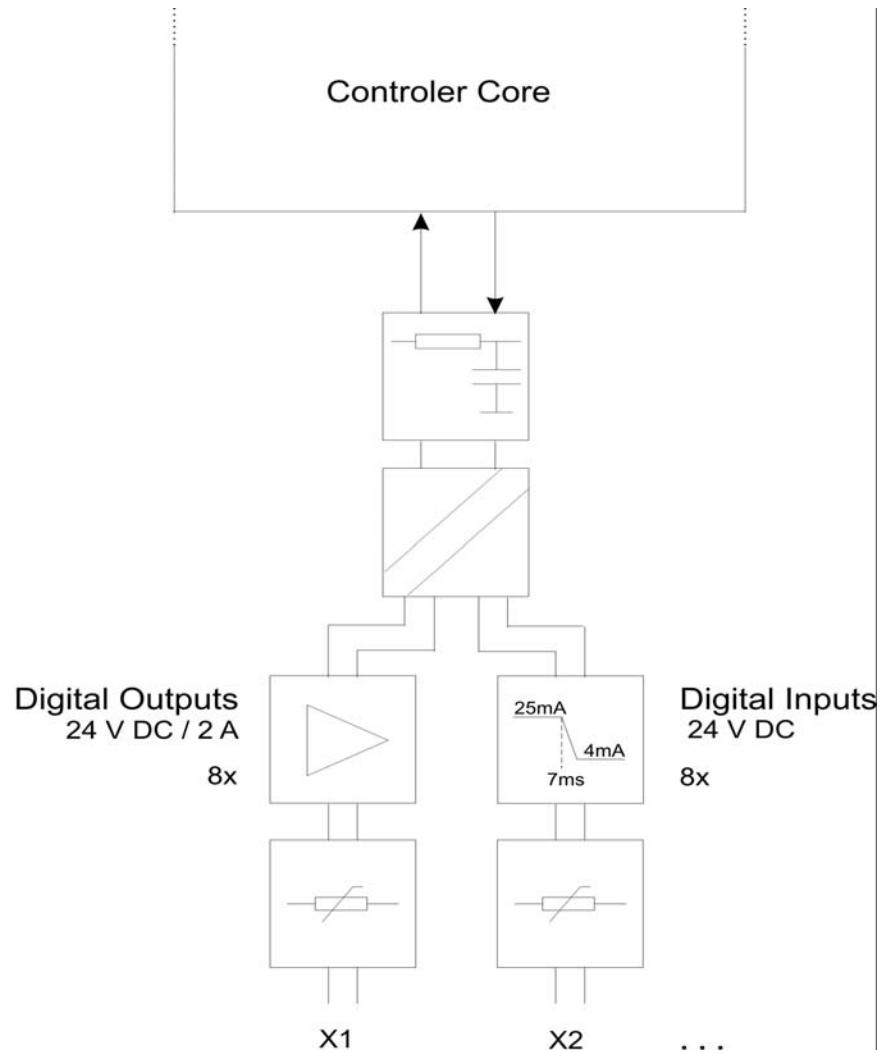 Controler Core
Digital Outputs
24 V DC / 2 A
8x
25mA
4mA
7ms
Digital Inputs
24 V DC
8x
X1
X2
. . .